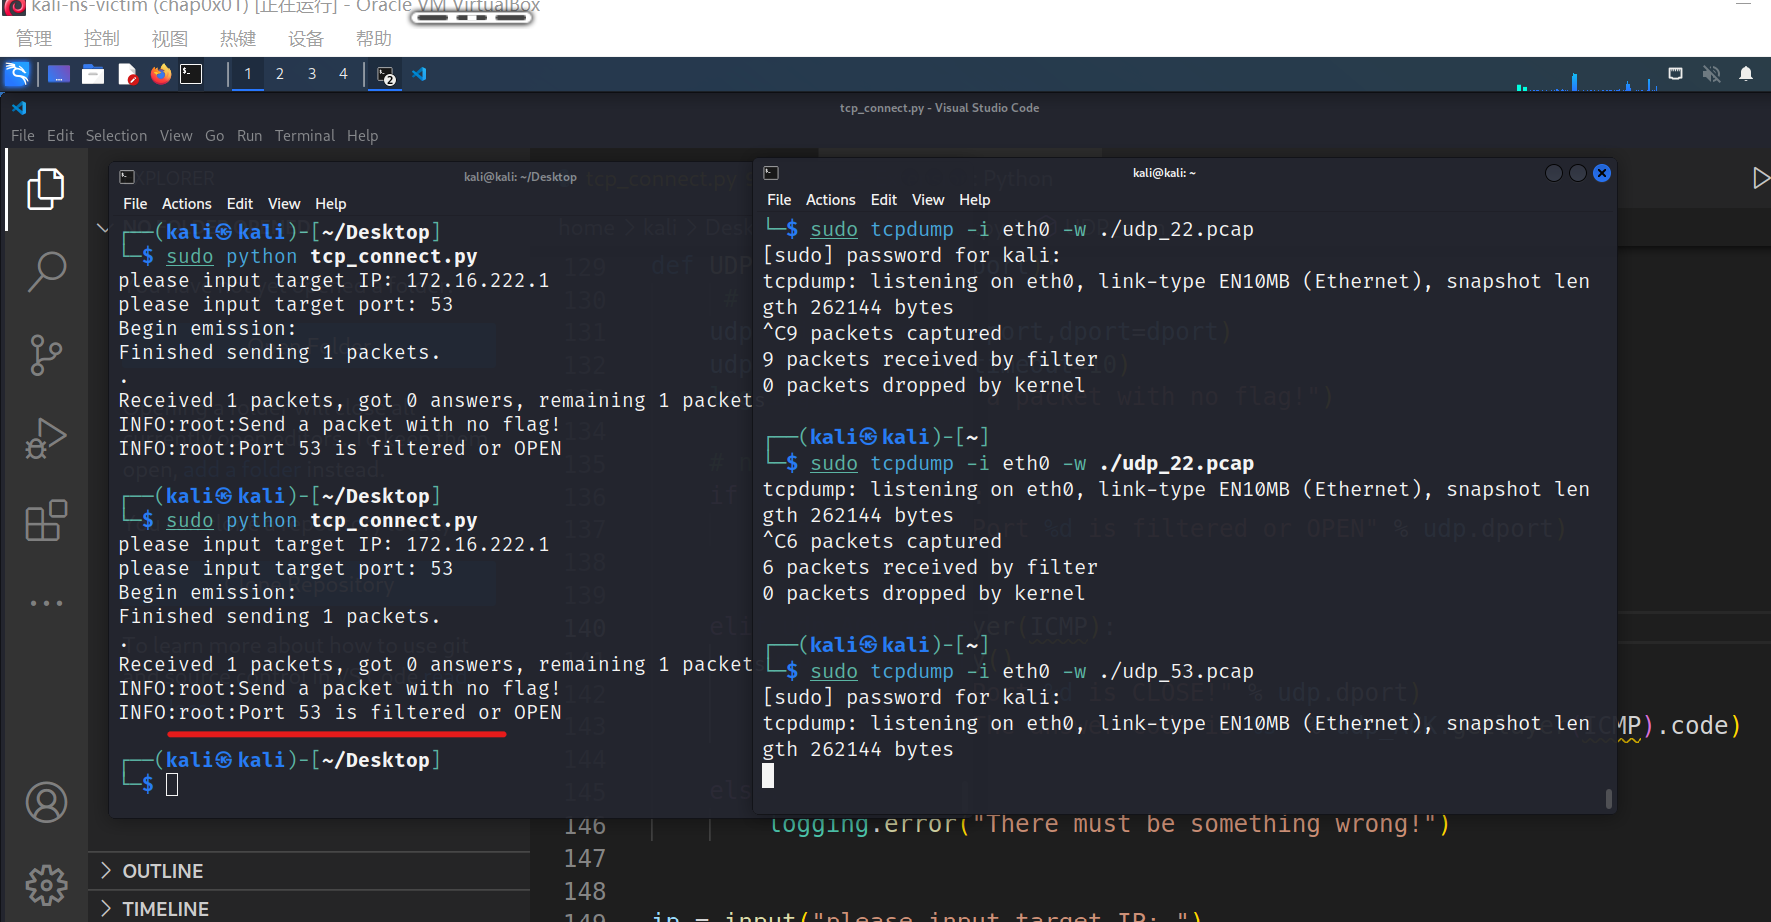 kali-ns-victim (chap0x01) [正在运行] - Oracle VM VirtualBox
管理 控制 视图 热键 设备 帮助
1 2 3 4 2
tcp_connect.py - Visual Studio Code
File Edit Selection View Go Run Terminal Help
kali@kali: ~/Desktop
File Actions Edit View Help
┌──(kali㉿kali)-[~/Desktop]
└─$ sudo python tcp_connect.py
please input target IP: 172.16.222.1
please input target port: 53
Begin emission:
Finished sending 1 packets.
.
Received 1 packets, got 0 answers, remaining 1 packets
INFO:root:Send a packet with no flag!
INFO:root:Port 53 is filtered or OPEN
┌──(kali㉿kali)-[~/Desktop]
└─$ sudo python tcp_connect.py
please input target IP: 172.16.222.1
please input target port: 53
Begin emission:
Finished sending 1 packets.
.
Received 1 packets, got 0 answers, remaining 1 packets
INFO:root:Send a packet with no flag!
INFO:root:Port 53 is filtered or OPEN
┌──(kali㉿kali)-[~/Desktop]
└─$
kali@kali: ~
File Actions Edit View Help
└─$ sudo tcpdump -i eth0 -w ./udp_22.pcap
[sudo] password for kali:
tcpdump: listening on eth0, link-type EN10MB (Ethernet), snapshot len
gth 262144 bytes
^C9 packets captured
9 packets received by filter
0 packets dropped by kernel
┌──(kali㉿kali)-[~]
└─$ sudo tcpdump -i eth0 -w ./udp_22.pcap
tcpdump: listening on eth0, link-type EN10MB (Ethernet), snapshot len
gth 262144 bytes
^C6 packets captured
6 packets received by filter
0 packets dropped by kernel
┌──(kali㉿kali)-[~]
└─$ sudo tcpdump -i eth0 -w ./udp_53.pcap
[sudo] password for kali:
tcpdump: listening on eth0, link-type EN10MB (Ethernet), snapshot len
gth 262144 bytes
MP).code)
146 logging.error("There must be something wrong!")
147
148
149 ip = input("please input target IP: ")
OUTLINE
TIMELINE